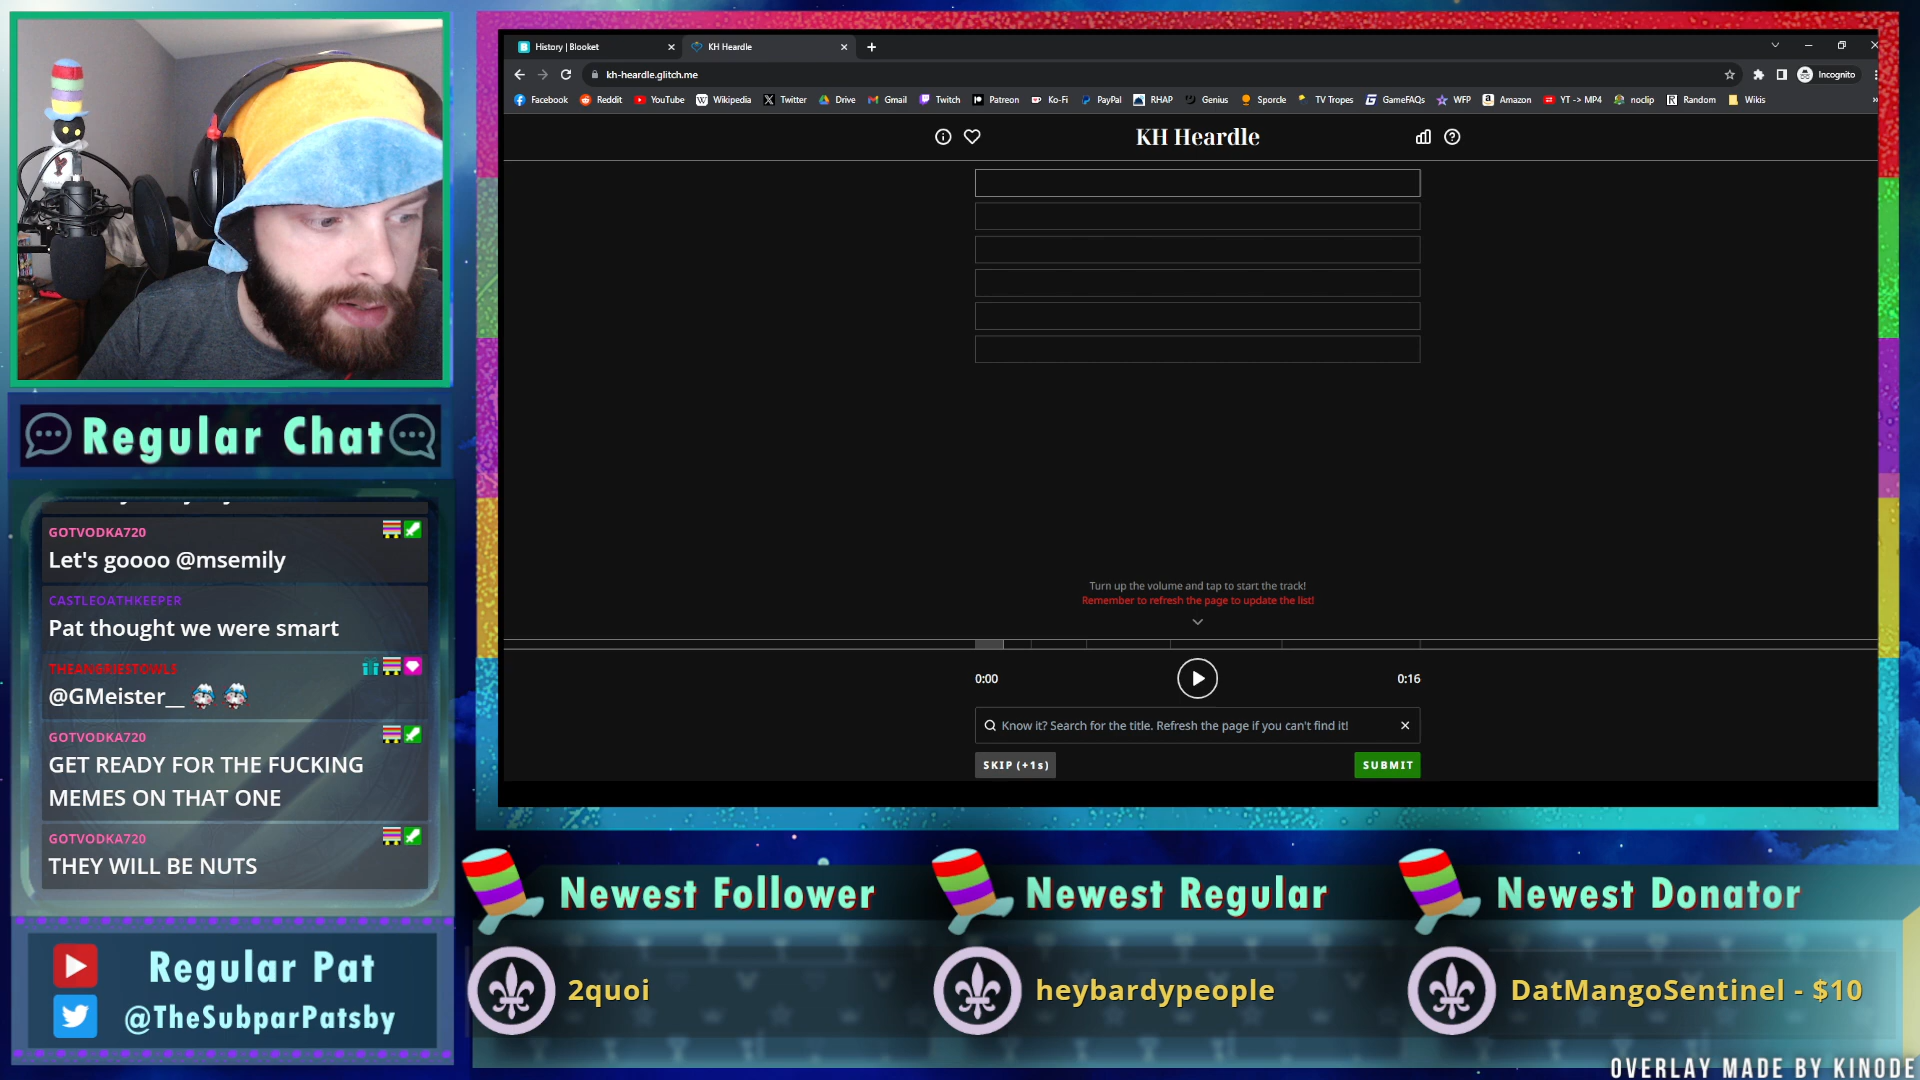 History | Blooket
KH Heardle
kh-heardle.glitch.me
Incognito
Facebook Reddit YouTube Wikipedia Twitter Drive Gmail Twitch Patreon Ko-Fi PayPal RHAP Genius Sporcle TV Tropes GameFAQs WFP Amazon YT -> MP4 noclip Random Wikis
KH Heardle
Turn up the volume and tap to start the track!
Remember to refresh the page to update the list!
0:00
0:16
Know it? Search for the title. Refresh the page if you can't find it!
SKIP (+1s)
SUBMIT
Regular Chat
GOTVODKA720
Let's goooo @msemily
CASTLEOATHKEEPER
Pat thought we were smart
THEANGRIESTOWLS
@GMeister__
GOTVODKA720
GET READY FOR THE FUCKING
MEMES ON THAT ONE
GOTVODKA720
THEY WILL BE NUTS
Regular Pat
@TheSubparPatsby
Newest Follower
2quoi
Newest Regular
heybardypeople
Newest Donator
DatMangoSentinel - $10
OVERLAY MADE BY KINODE